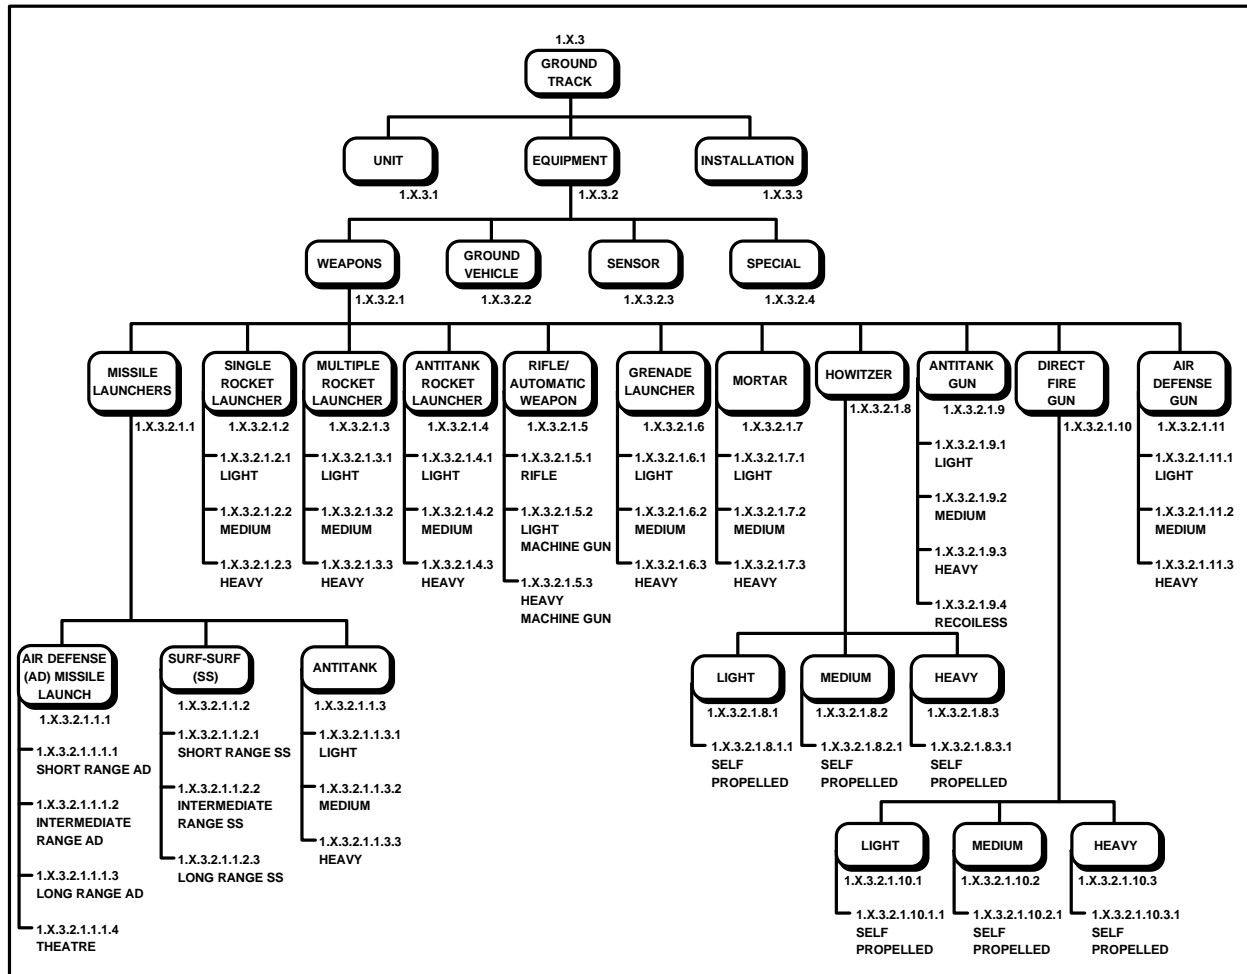 1.X.3
GROUND
TRACK
UNIT
1.X.3.1
EQUIPMENT
1.X.3.2
INSTALLATION
1.X.3.3
WEAPONS
1.X.3.2.1
GROUND
VEHICLE
1.X.3.2.2
SENSOR
1.X.3.2.3
SPECIAL
1.X.3.2.4
MISSILE
LAUNCHERS
1.X.3.2.1.1
SINGLE
ROCKET
LAUNCHER
1.X.3.2.1.2
1.X.3.2.1.2.1
LIGHT
1.X.3.2.1.2.2
MEDIUM
1.X.3.2.1.2.3
HEAVY
MULTIPLE
ROCKET
LAUNCHER
1.X.3.2.1.3
1.X.3.2.1.3.1
LIGHT
1.X.3.2.1.3.2
MEDIUM
1.X.3.2.1.3.3
HEAVY
ANTITANK
ROCKET
LAUNCHER
1.X.3.2.1.4
1.X.3.2.1.4.1
LIGHT
1.X.3.2.1.4.2
MEDIUM
1.X.3.2.1.4.3
HEAVY
RIFLE/
AUTOMATIC
WEAPON
1.X.3.2.1.5
1.X.3.2.1.5.1
RIFLE
1.X.3.2.1.5.2
LIGHT
MACHINE GUN
1.X.3.2.1.5.3
HEAVY
MACHINE GUN
GRENADE
LAUNCHER
1.X.3.2.1.6
1.X.3.2.1.6.1
LIGHT
1.X.3.2.1.6.2
MEDIUM
1.X.3.2.1.6.3
HEAVY
MORTAR
1.X.3.2.1.7
1.X.3.2.1.7.1
LIGHT
1.X.3.2.1.7.2
MEDIUM
1.X.3.2.1.7.3
HEAVY
HOWITZER
1.X.3.2.1.8
ANTITANK
GUN
1.X.3.2.1.9
1.X.3.2.1.9.1
LIGHT
1.X.3.2.1.9.2
MEDIUM
1.X.3.2.1.9.3
HEAVY
1.X.3.2.1.9.4
RECOILESS
DIRECT
FIRE
GUN
1.X.3.2.1.10
AIR
DEFENSE
GUN
1.X.3.2.1.11
1.X.3.2.1.11.1
LIGHT
1.X.3.2.1.11.2
MEDIUM
1.X.3.2.1.11.3
HEAVY
AIR DEFENSE
(AD) MISSILE
LAUNCH
1.X.3.2.1.1.1
1.X.3.2.1.1.1.1
SHORT RANGE AD
1.X.3.2.1.1.1.2
INTERMEDIATE
RANGE AD
1.X.3.2.1.1.1.3
LONG RANGE AD
1.X.3.2.1.1.1.4
THEATRE
SURF-SURF
(SS)
1.X.3.2.1.1.2
1.X.3.2.1.1.2.1
SHORT RANGE SS
1.X.3.2.1.1.2.2
INTERMEDIATE
RANGE SS
1.X.3.2.1.1.2.3
LONG RANGE SS
ANTITANK
1.X.3.2.1.1.3
1.X.3.2.1.1.3.1
LIGHT
1.X.3.2.1.1.3.2
MEDIUM
1.X.3.2.1.1.3.3
HEAVY
LIGHT
1.X.3.2.1.8.1
1.X.3.2.1.8.1.1
SELF
PROPELLED
MEDIUM
1.X.3.2.1.8.2
1.X.3.2.1.8.2.1
SELF
PROPELLED
HEAVY
1.X.3.2.1.8.3
1.X.3.2.1.8.3.1
SELF
PROPELLED
LIGHT
1.X.3.2.1.10.1
1.X.3.2.1.10.1.1
SELF
PROPELLED
MEDIUM
1.X.3.2.1.10.2
1.X.3.2.1.10.2.1
SELF
PROPELLED
HEAVY
1.X.3.2.1.10.3
1.X.3.2.1.10.3.1
SELF
PROPELLED